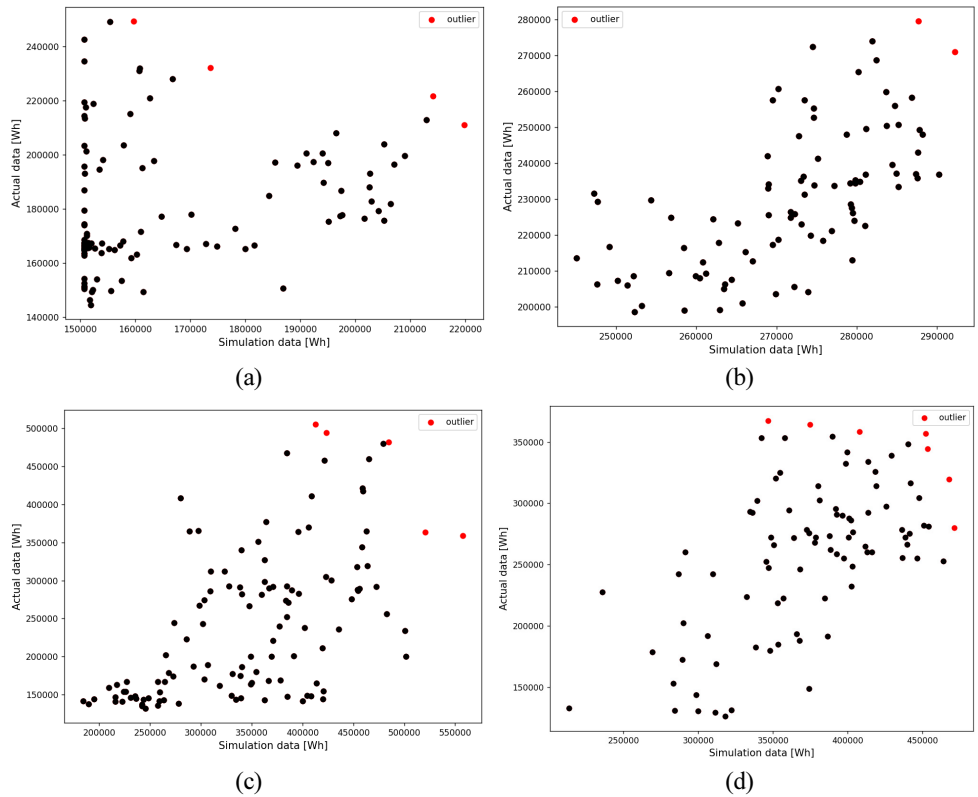 outlier
Actual data [Wh]
240000
220000
200000
180000
160000
140000
150000 160000 170000 180000 190000 200000 210000 220000
Simulation data [Wh]
(a)
outlier
Actual data [Wh]
280000
270000
260000
250000
240000
230000
220000
210000
200000
250000 260000 270000 280000 290000
Simulation data [Wh]
(b)
outlier
Actual data [Wh]
500000
450000
400000
350000
300000
250000
200000
150000
200000 250000 300000 350000 400000 450000 500000 550000
Simulation data [Wh]
(c)
outlier
Actual data [Wh]
350000
300000
250000
200000
150000
250000 300000 350000 400000 450000
Simulation data [Wh]
(d)